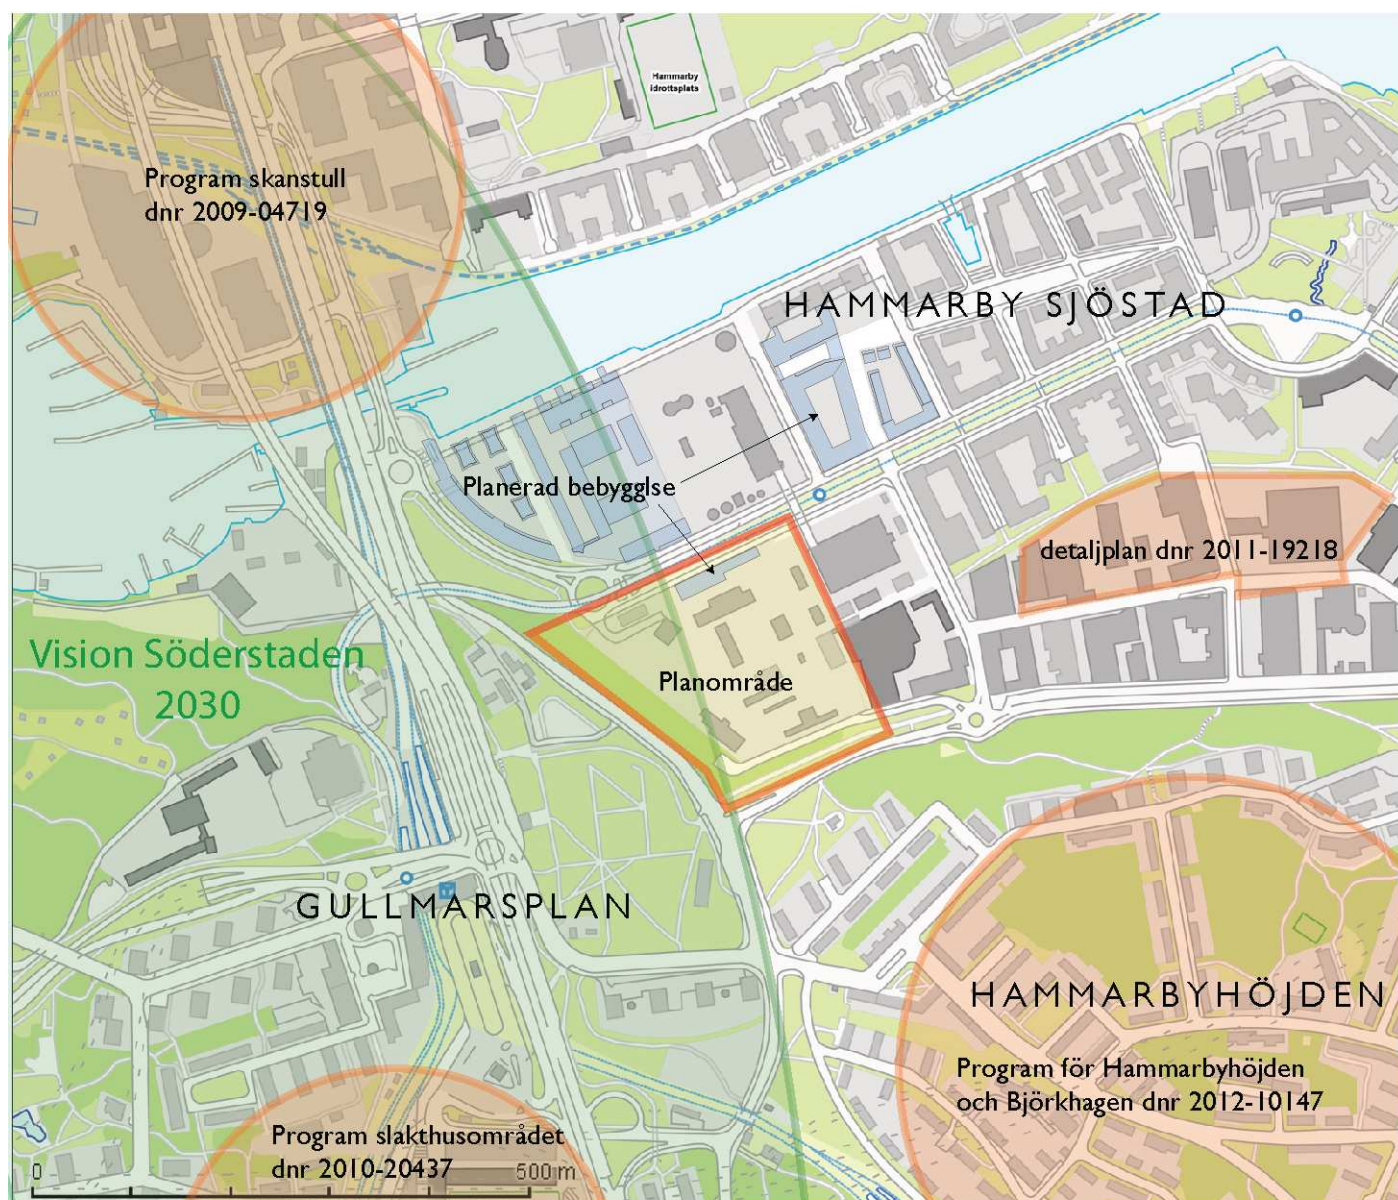 Hammarby
idrottsplats
Program skanstull
dnr 2009-04719
HAMMARBY SJÖSTAD
Planerad bebygglse
detaljplan dnr 2011-19218
Vision Söderstaden
2030
Planområde
GULLMARSPLAN
HAMMARBYHÖJDEN
Program för Hammarbyhöjden
och Björkhagen dnr 2012-10147
Program slakthusområdet
dnr 2010-20437
0 500 m